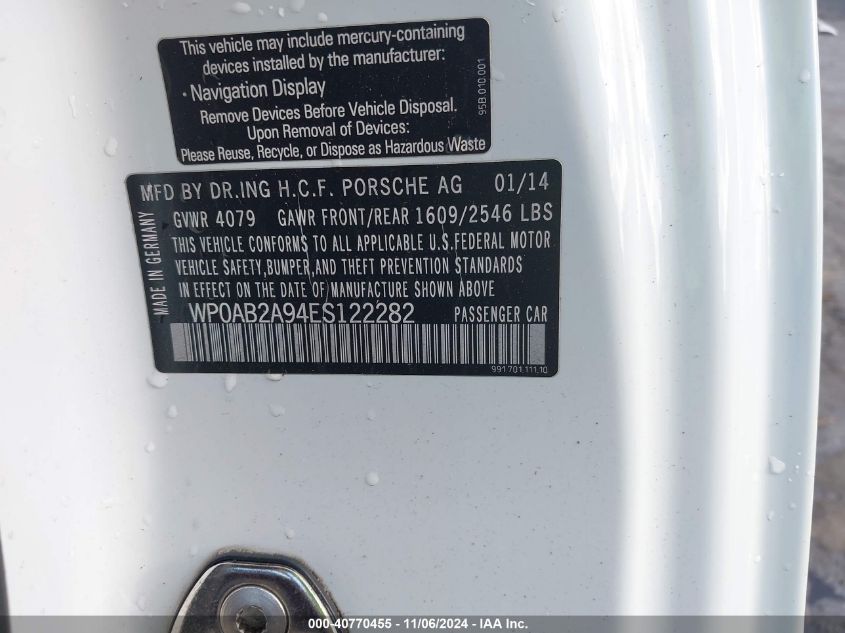 This vehicle may include mercury-containing
devices installed by the manufacturer:
· Navigation Display
Remove Devices Before Vehicle Disposal.
Upon Removal of Devices:
Please Reuse, Recycle, or Dispose as Hazardous Waste
95B 010 001
MFD BY DR.ING H.C.F. PORSCHE AG 01/14
GVWR 4079 GAWR FRONT/REAR 1609/2546 LBS
THIS VEHICLE CONFORMS TO ALL APPLICABLE U.S.FEDERAL MOTOR
VEHICLE SAFETY,BUMPER,AND THEFT PREVENTION STANDARDS
IN EFFECT ON THE DATE OF MANUFACTURE SHOWN ABOVE
WP0AB2A94ES122282 PASSENGER CAR
991.701.111.10
MADE IN GERMANY
000-40770455 - 11/06/2024 - IAA Inc.